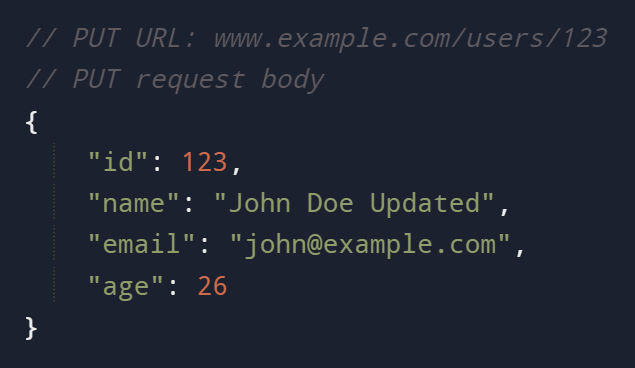 // PUT URL: www.example.com/users/123
// PUT request body
{
"id": 123,
"name": "John Doe Updated",
"email": "john@example.com",
"age": 26
}